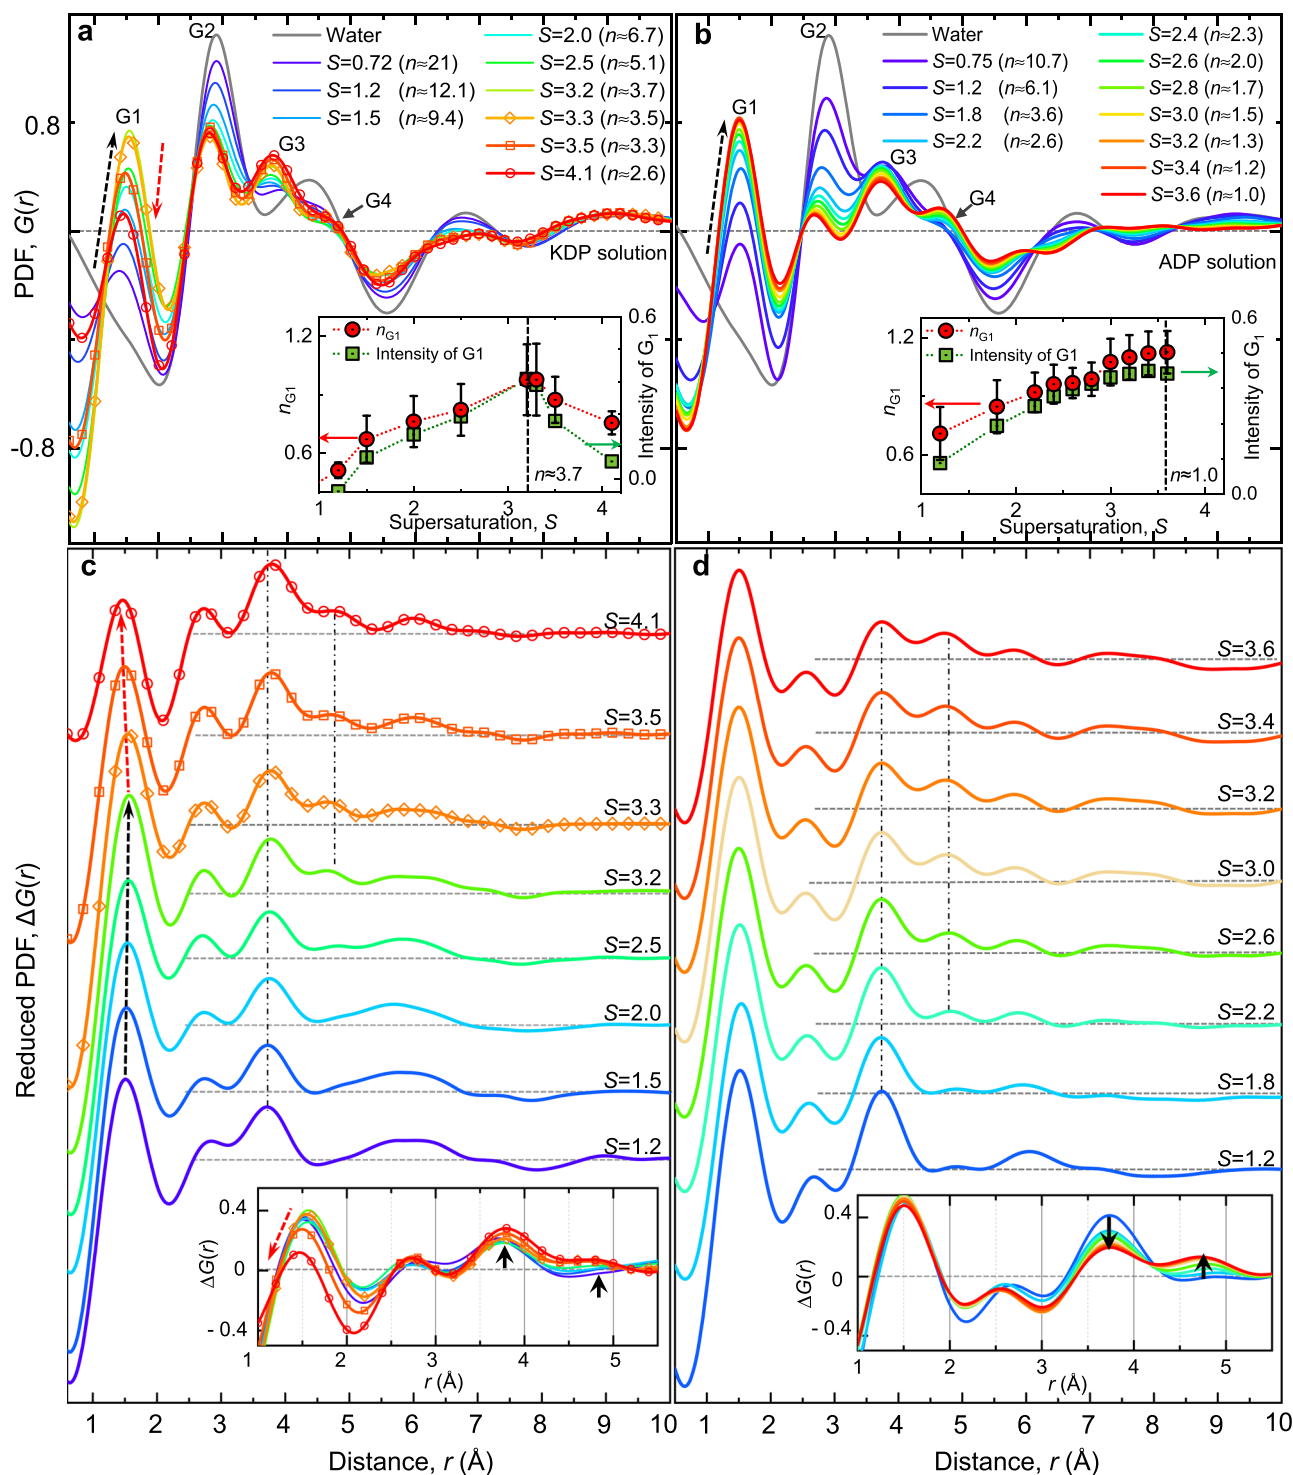 a
G1
G2
G3
G4
Water
S=0.72 (n≈21)
S=1.2 (n≈12.1)
S=1.5 (n≈9.4)
S=2.0 (n≈6.7)
S=2.5 (n≈5.1)
S=3.2 (n≈3.7)
S=3.3 (n≈3.5)
S=3.5 (n≈3.3)
S=4.1 (n≈2.6)
KDP solution
PDF, G(r)
0.8
-0.8
nG1
Intensity of G1
1.2
0.6
nG1
0.6
0.0
Intensity of G1
n≈3.7
1 2 3 4
Supersaturation, S
b
G1
G2
G3
G4
Water
S=0.75 (n≈10.7)
S=1.2 (n≈6.1)
S=1.8 (n≈3.6)
S=2.2 (n≈2.6)
S=2.4 (n≈2.3)
S=2.6 (n≈2.0)
S=2.8 (n≈1.7)
S=3.0 (n≈1.5)
S=3.2 (n≈1.3)
S=3.4 (n≈1.2)
S=3.6 (n≈1.0)
ADP solution
nG1
Intensity of G1
1.2
0.6
nG1
0.6
0.0
Intensity of G1
n≈1.0
1 2 3 4
Supersaturation, S
c
S=4.1
S=3.5
S=3.3
S=3.2
S=2.5
S=2.0
S=1.5
S=1.2
Reduced PDF, ΔG(r)
0.4
0
- 0.4
ΔG(r)
1 2 3 4 5
r (Å)
1 2 3 4 5 6 7 8 9 10
Distance, r (Å)
d
S=3.6
S=3.4
S=3.2
S=3.0
S=2.6
S=2.2
S=1.8
S=1.2
0.4
0
- 0.4
ΔG(r)
1 2 3 4 5
r (Å)
1 2 3 4 5 6 7 8 9 10
Distance, r (Å)